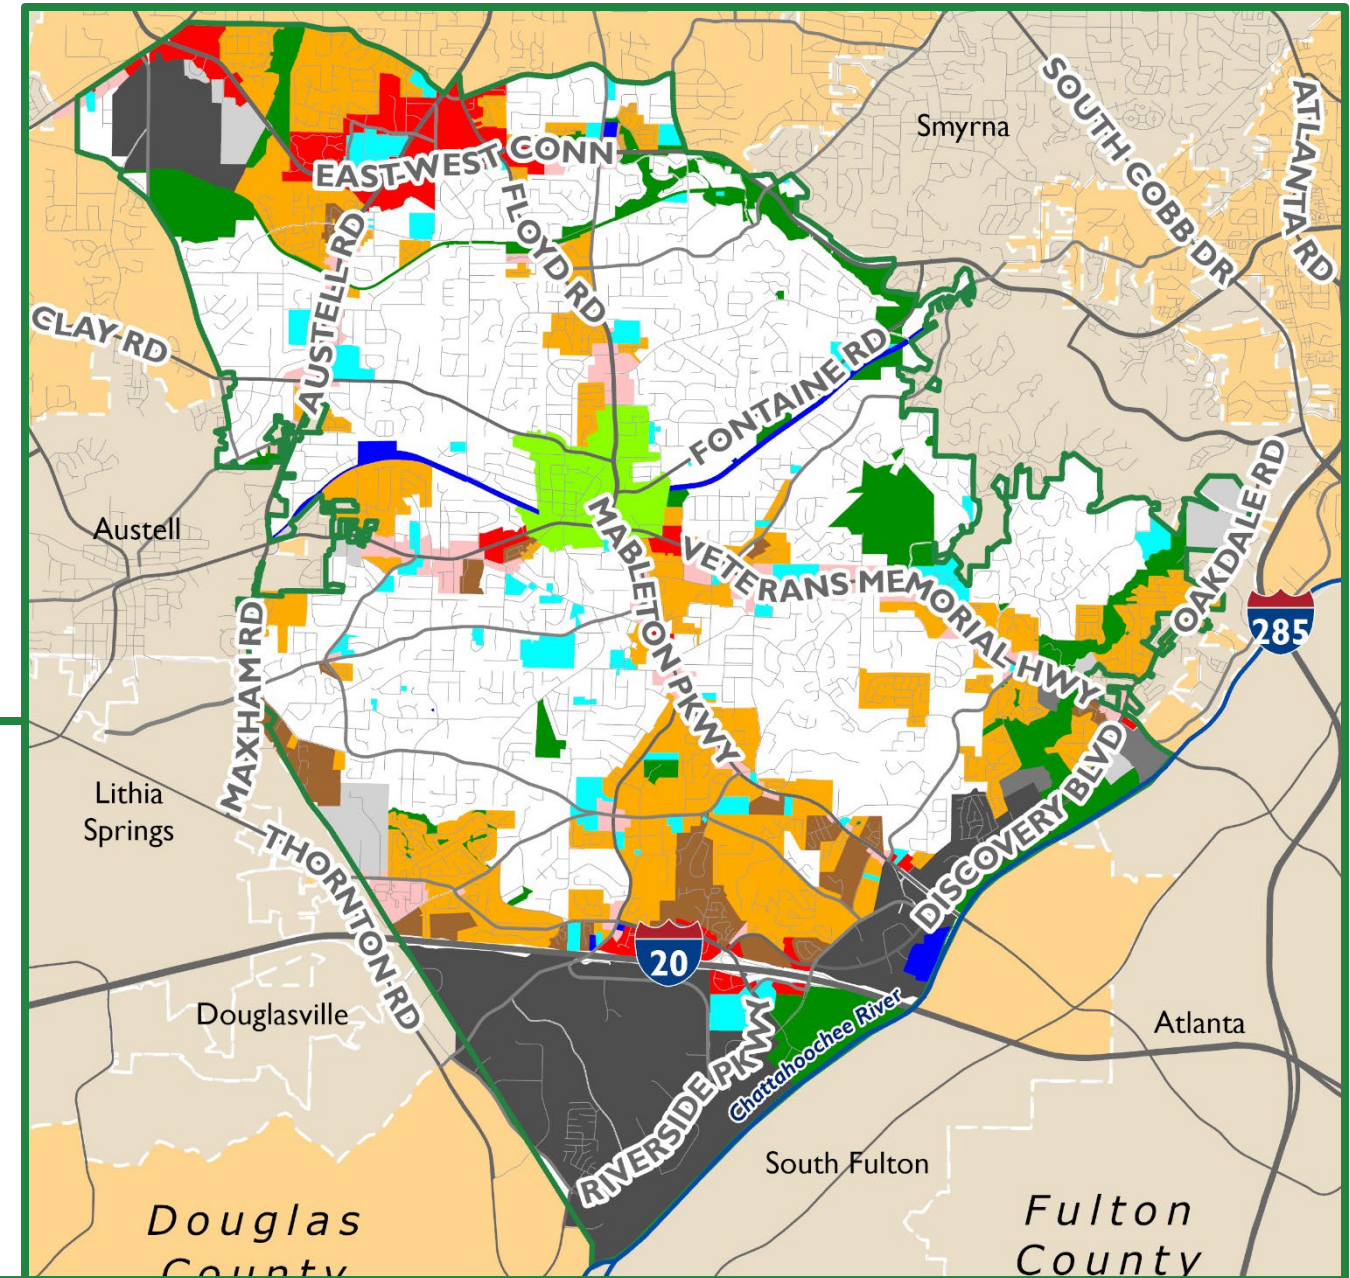 SOUTH COBB DR
ATLANTA RD
Smyrna
EAST-WEST CONN
FLOYD RD
AUSTELL RD
CLAY RD
FONTAINE RD
OAKDALE RD
Austell
MABLETON PKWY
VETERANS MEMORIAL HWY
285
MAXHAM RD
Lithia
Springs
DISCOVERY BLVD
THORNTON RD
20
Douglasville
Atlanta
RIVERSIDE PKWY
Chattahoochee River
South Fulton
Douglas
County
Fulton
County